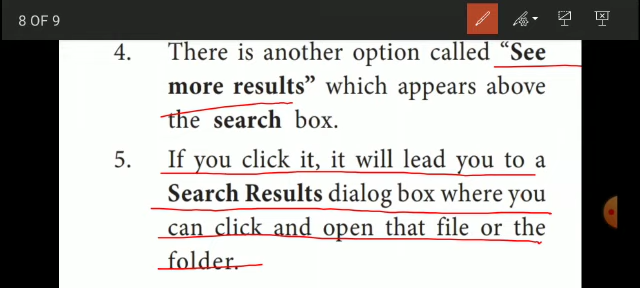 8 OF 9
4. There is another option called “See
more results” which appears above
the search box.
5. If you click it, it will lead you to a
Search Results dialog box where you
can click and open that file or the
folder.